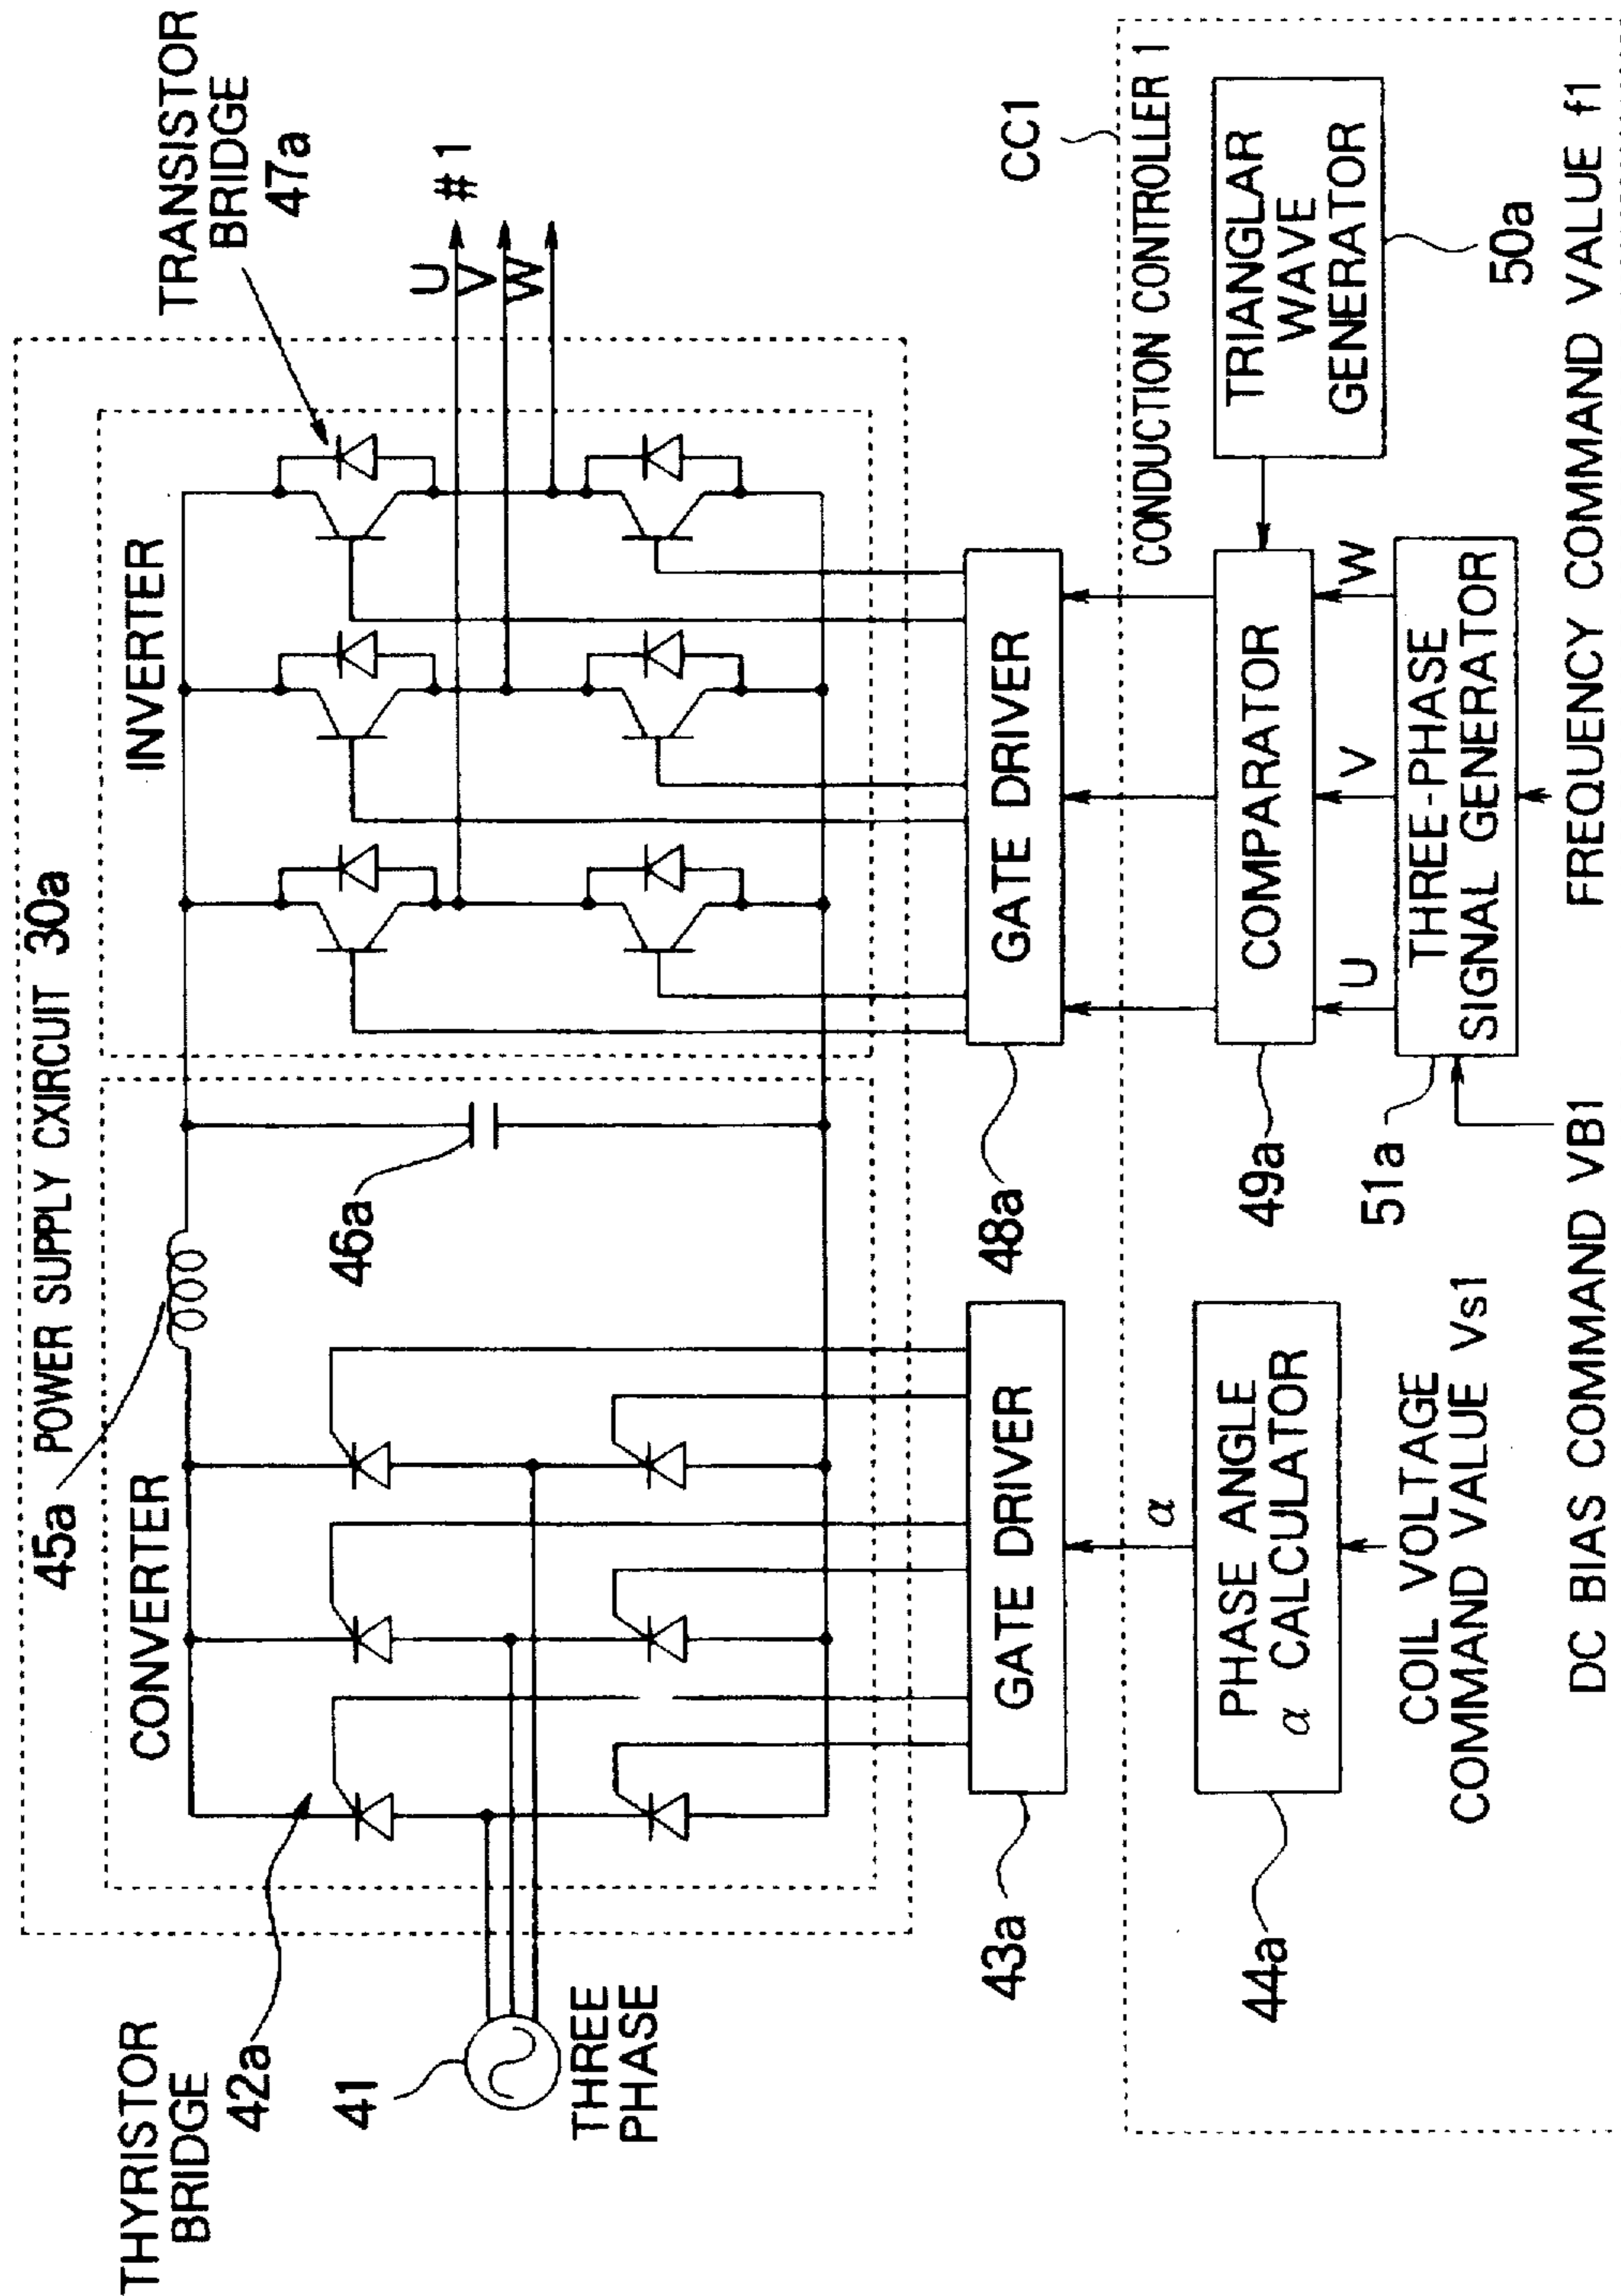 THYRISTOR
BRIDGE
42a
41
THREE
PHASE
45a
POWER SUPPLY CXIRCUIT 30a
CONVERTER
46a
INVERTER
TRANSISTOR
BRIDGE
47a
U
V
W
#1
43a
GATE DRIVER
48a
GATE DRIVER
CC1
CONDUCTION CONTROLLER 1
α
44a
PHASE ANGLE
α CALCULATOR
COIL VOLTAGE
COMMAND VALUE Vs1
49a
COMPARATOR
TRIANGLAR
WAVE
GENERATOR
50a
U
V
W
51a
THREE-PHASE
SIGNAL GENERATOR
DC BIAS COMMAND VB1
FREQUENCY COMMAND VALUE f1